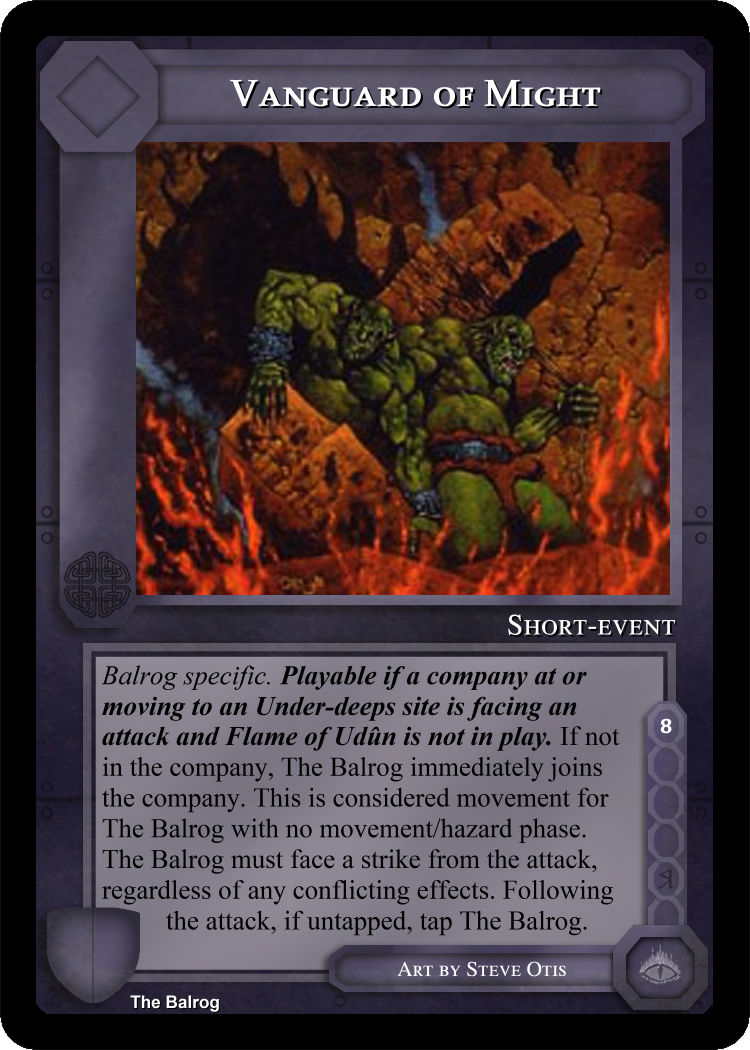 Vanguard of Might
Short-event
Balrog specific. Playable if a company at or
moving to an Under-deeps site is facing an
attack and Flame of Udûn is not in play. If not
in the company, The Balrog immediately joins
the company. This is considered movement for
The Balrog with no movement/hazard phase.
The Balrog must face a strike from the attack,
regardless of any conflicting effects. Following
the attack, if untapped, tap The Balrog.
8
Art by Steve Otis
The Balrog